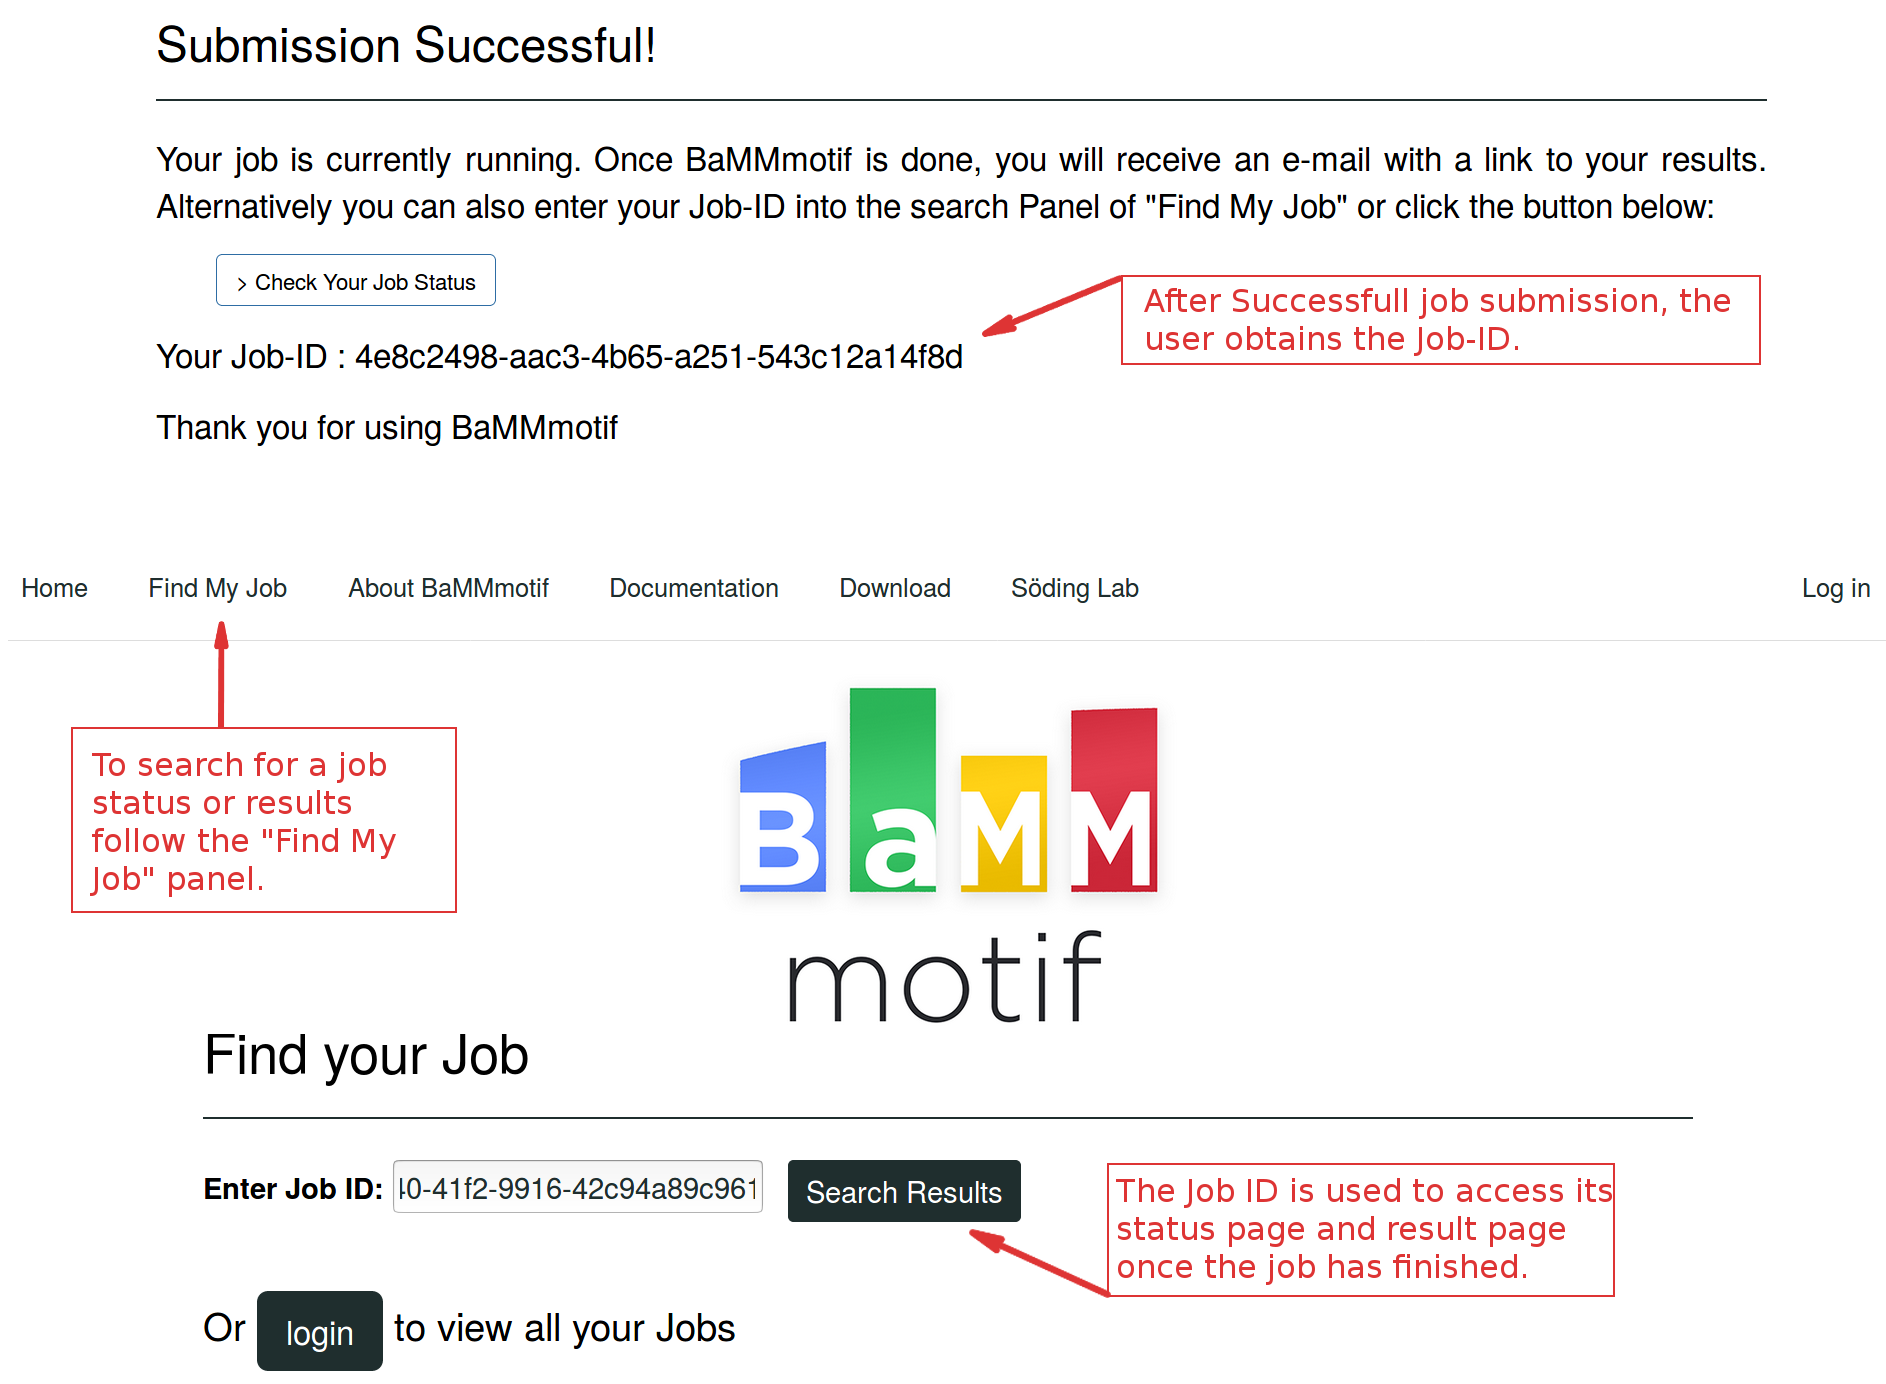 Submission Successful!
Your job is currently running. Once BaMMmotif is done, you will receive an e-mail with a link to your results.
Alternatively you can also enter your Job-ID into the search Panel of "Find My Job" or click the button below:
> Check Your Job Status
After Successfull job submission, the
user obtains the Job-ID.
Your Job-ID : 4e8c2498-aac3-4b65-a251-543c12a14f8d
Thank you for using BaMMmotif
Home Find My Job About BaMMmotif Documentation Download Söding Lab Log in
To search for a job
status or results
follow the "Find My
Job" panel.
BaMM
motif
Find your Job
Enter Job ID: 40-41f2-9916-42c94a89c961 Search Results
The Job ID is used to access its
status page and result page
once the job has finished.
Or login to view all your Jobs